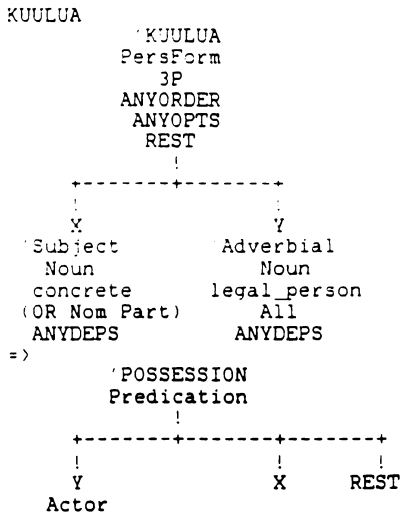 KUULUA
'KUULUA
PersForm
3P
ANYORDER
ANYOPTS
REST
!
+--------+--------+
! !
X Y
'Subject 'Adverbial
Noun Noun
concrete legal_person
(OR Nom Part) All
ANYDEPS ANYDEPS
=>
'POSSESSION
Predication
!
+--------+--------+--------+
! ! !
Y X REST
Actor